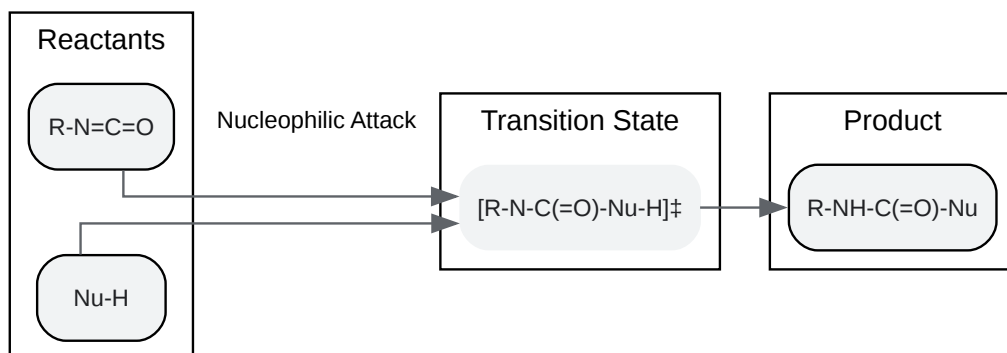 Reactants
R-N=C=O
Nu-H
Nucleophilic Attack
Transition State
[R-N-C(=O)-Nu-H]‡
Product
R-NH-C(=O)-Nu